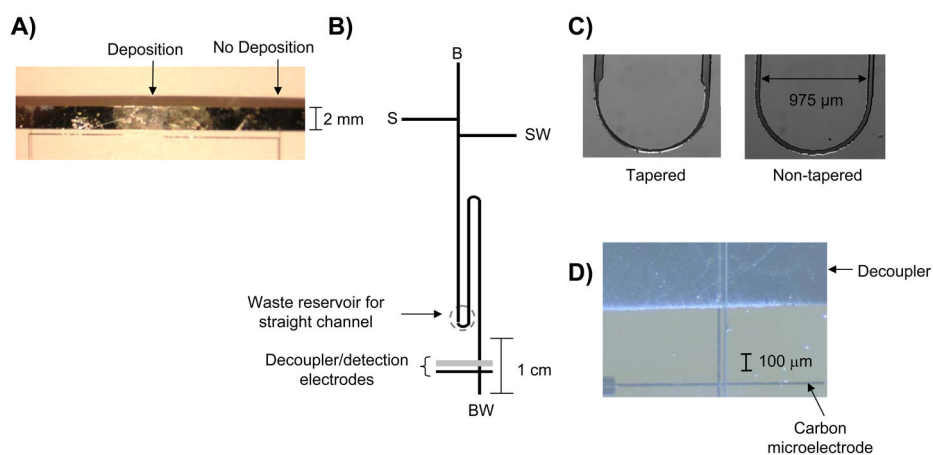 A)
Deposition
No Deposition
2 mm
B)
B
S
SW
Waste reservoir for
straight channel
Decoupler/detection
electrodes
1 cm
BW
C)
975 µm
Tapered
Non-tapered
D)
Decoupler
100 µm
Carbon
microelectrode